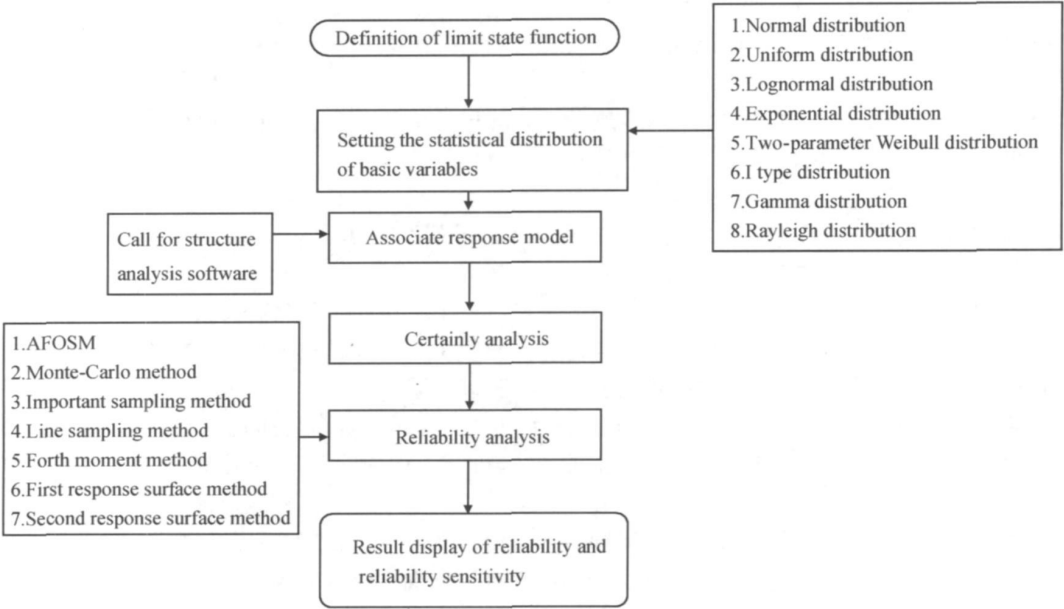 Definition of limit state function
1.Normal distribution
2.Uniform distribution
3.Lognormal distribution
4.Exponential distribution
5.Two-parameter Weibull distribution
6.I type distribution
7.Gamma distribution
8.Rayleigh distribution
Setting the statistical distribution
of basic variables
Call for structure
analysis software
Associate response model
Certainly analysis
1.AFOSM
2.Monte-Carlo method
3.Important sampling method
4.Line sampling method
5.Forth moment method
6.First response surface method
7.Second response surface method
Reliability analysis
Result display of reliability and
reliability sensitivity